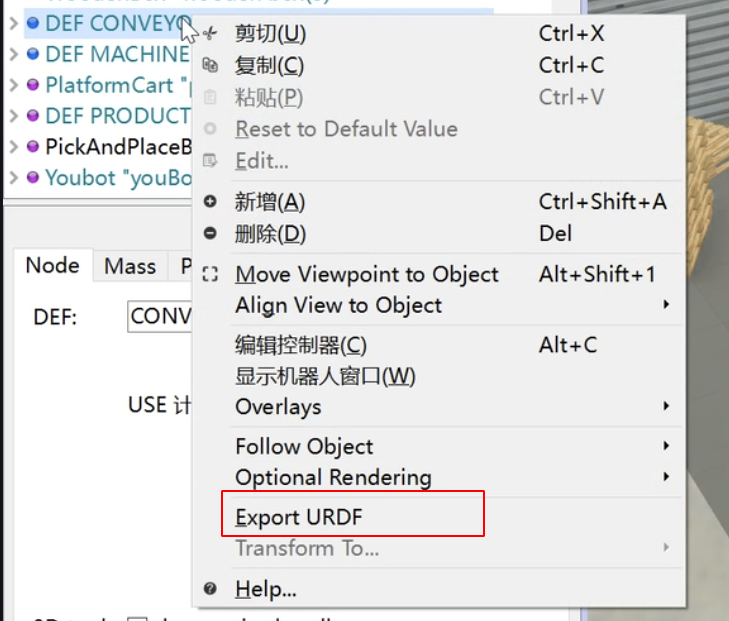 DEF CONVEYO
DEF MACHINE
PlatformCart "p
DEF PRODUCT
PickAndPlaceB
Youbot "youBo
剪切(U) Ctrl+X
复制(C) Ctrl+C
粘贴(P) Ctrl+V
Reset to Default Value
Edit...
新增(A) Ctrl+Shift+A
删除(D) Del
Move Viewpoint to Object Alt+Shift+1
Align View to Object
编辑控制器(C) Alt+C
显示机器人窗口(W)
Overlays
Follow Object
Optional Rendering
Export URDF
Transform To...
Help...
Node Mass P
DEF: CONV
USE 计